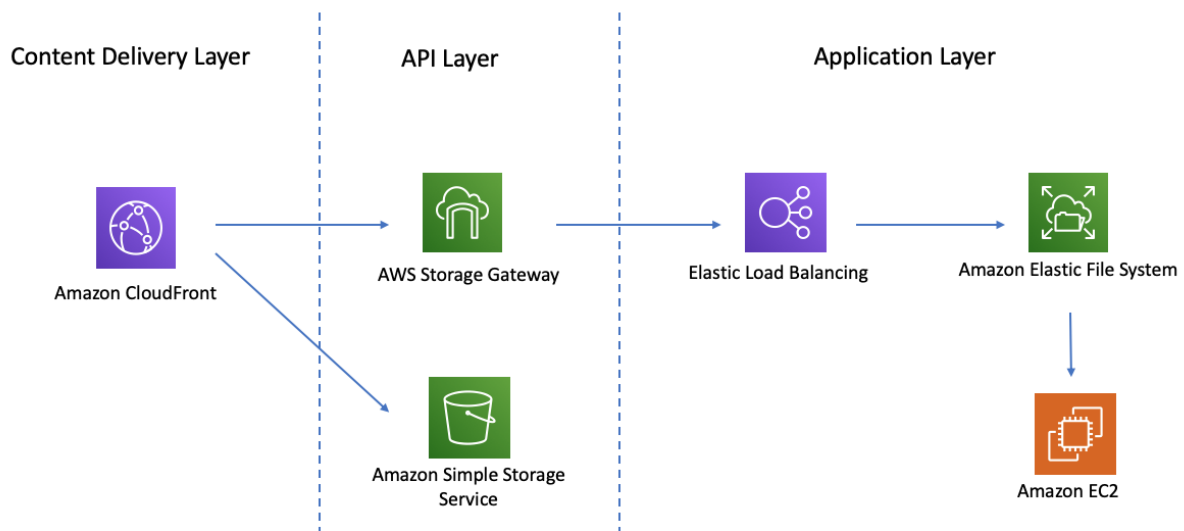 Content Delivery Layer
API Layer
Application Layer
Amazon CloudFront
AWS Storage Gateway
Elastic Load Balancing
Amazon Elastic File System
Amazon Simple Storage
Service
Amazon EC2